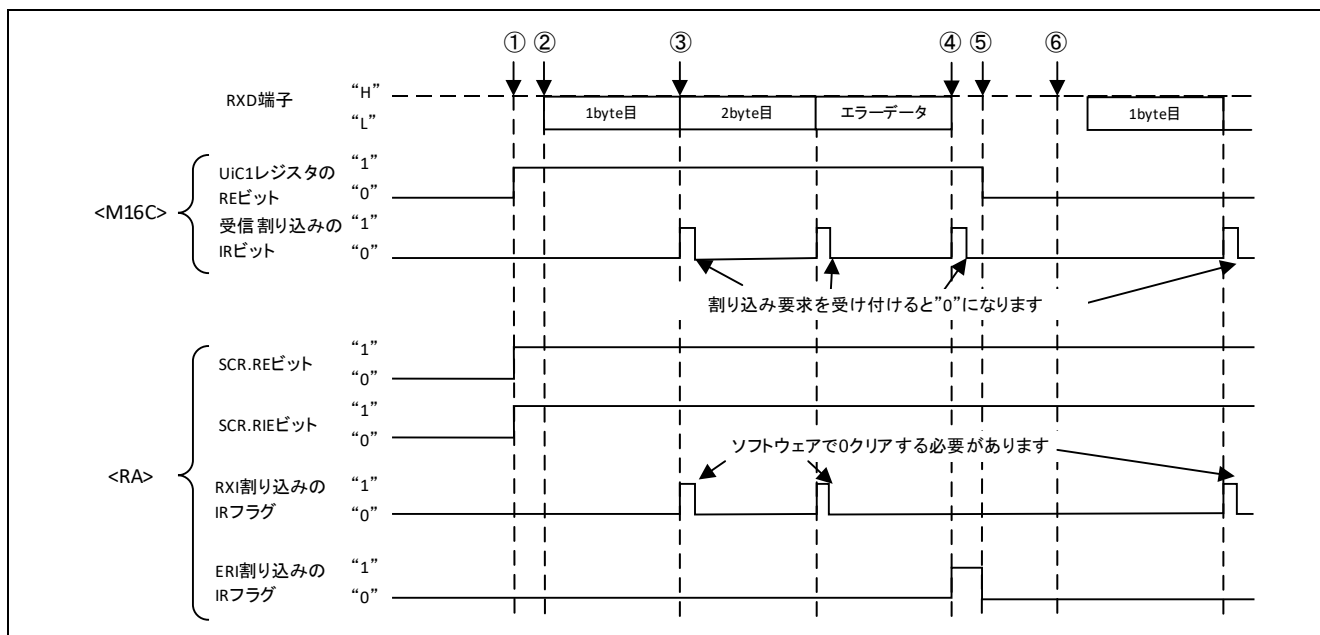 ① ② ③ ④ ⑤ ⑥
RXD端子
“H”
“L”
1byte目 2byte目 エラーデータ 1byte目
<M16C>
UiC1レジスタの
REビット
“1”
“0”
受信割り込みの
IRビット
“1”
“0”
割り込み要求を受け付けると”0”になります
<RA>
SCR.REビット
“1”
“0”
SCR.RIEビット
“1”
“0”
ソフトウェアで0クリアする必要があります
RXI割り込みの
IRフラグ
“1”
“0”
ERI割り込みの
IRフラグ
“1”
“0”